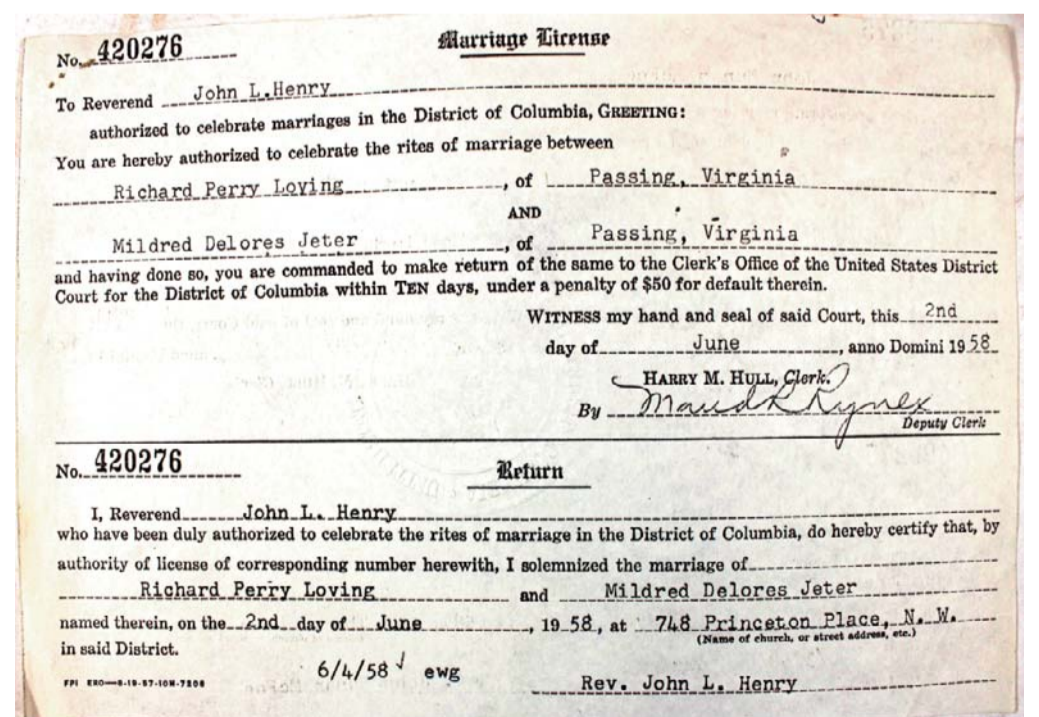 Marriage License
No. 420276
To Reverend John L. Henry
authorized to celebrate marriages in the District of Columbia, GREETING:
You are hereby authorized to celebrate the rites of marriage between
Richard Perry Loving, of Passing, Virginia
AND
Mildred Delores Jeter, of Passing, Virginia
and having done so, you are commanded to make return of the same to the Clerk's Office of the United States District
Court for the District of Columbia within TEN days, under a penalty of $50 for default therein.
WITNESS my hand and seal of said Court, this 2nd
day of June, anno Domini 1958
HARRY M. HULL, Clerk.
By
Deputy Clerk
No. 420276
Return
I, Reverend John L. Henry
who have been duly authorized to celebrate the rites of marriage in the District of Columbia, do hereby certify that, by
authority of license of corresponding number herewith, I solemnized the marriage of
Richard Perry Loving and Mildred Delores Jeter
named therein, on the 2nd day of June, 1958, at 748 Princeton Place, N. W.
(Name of church, or street address, etc.)
in said District.
6/4/58 ewg
Rev. John L. Henry